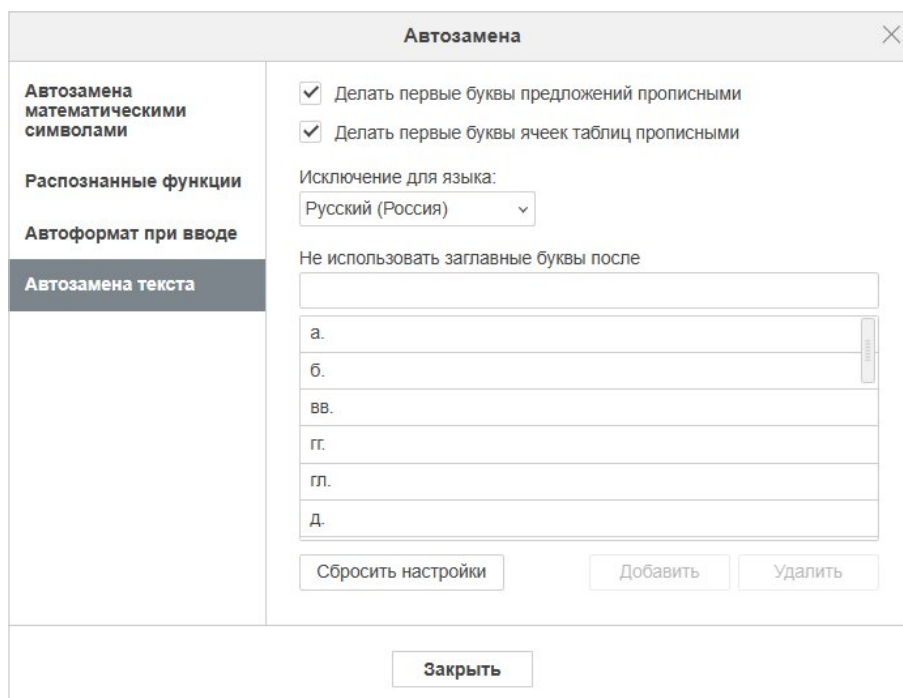 Автозамена
Автозамена
математическими
символами
Распознанные функции
Автоформат при вводе
Автозамена текста
Делать первые буквы предложений прописными
Делать первые буквы ячеек таблиц прописными
Исключение для языка:
Русский (Россия)
Не использовать заглавные буквы после
а.
б.
вв.
гг.
гл.
д.
Сбросить настройки
Добавить
Удалить
Закрыть